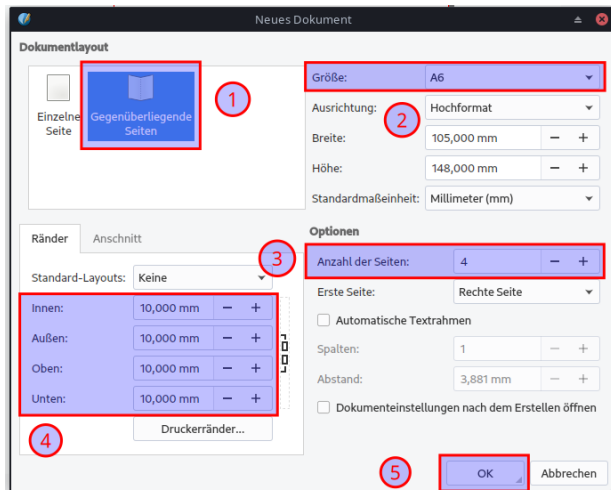 Neues Dokument
Dokumentlayout
Einzelne
Seite
Gegenüberliegende
Seiten
1
Größe: A6
Ausrichtung: Hochformat
2
Breite: 105,000 mm − +
Höhe: 148,000 mm − +
Standardmaßeinheit: Millimeter (mm)
Ränder Anschnitt
Standard-Layouts: Keine
Innen: 10,000 mm − +
Außen: 10,000 mm − +
Oben: 10,000 mm − +
Unten: 10,000 mm − +
Druckerränder...
4
Optionen
3
Anzahl der Seiten: 4 − +
Erste Seite: Rechte Seite
Automatische Textrahmen
Spalten: 1 − +
Abstand: 3,881 mm − +
Dokumenteinstellungen nach dem Erstellen öffnen
5
OK Abbrechen